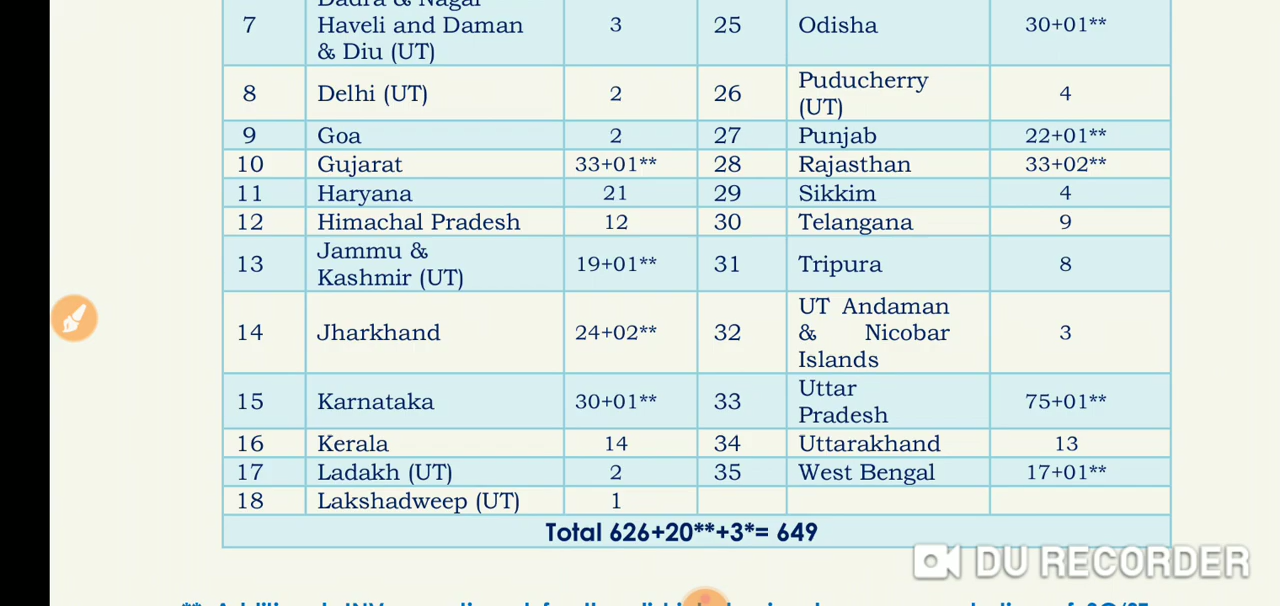 Dadra & Nagar
7 Haveli and Daman 3 25 Odisha 30+01**
& Diu (UT)
8 Delhi (UT) 2 26 Puducherry (UT) 4
9 Goa 2 27 Punjab 22+01**
10 Gujarat 33+01** 28 Rajasthan 33+02**
11 Haryana 21 29 Sikkim 4
12 Himachal Pradesh 12 30 Telangana 9
13 Jammu & Kashmir (UT) 19+01** 31 Tripura 8
14 Jharkhand 24+02** 32 UT Andaman & Nicobar Islands 3
15 Karnataka 30+01** 33 Uttar Pradesh 75+01**
16 Kerala 14 34 Uttarakhand 13
17 Ladakh (UT) 2 35 West Bengal 17+01**
18 Lakshadweep (UT) 1
Total 626+20**+3*= 649
DU RECORDER